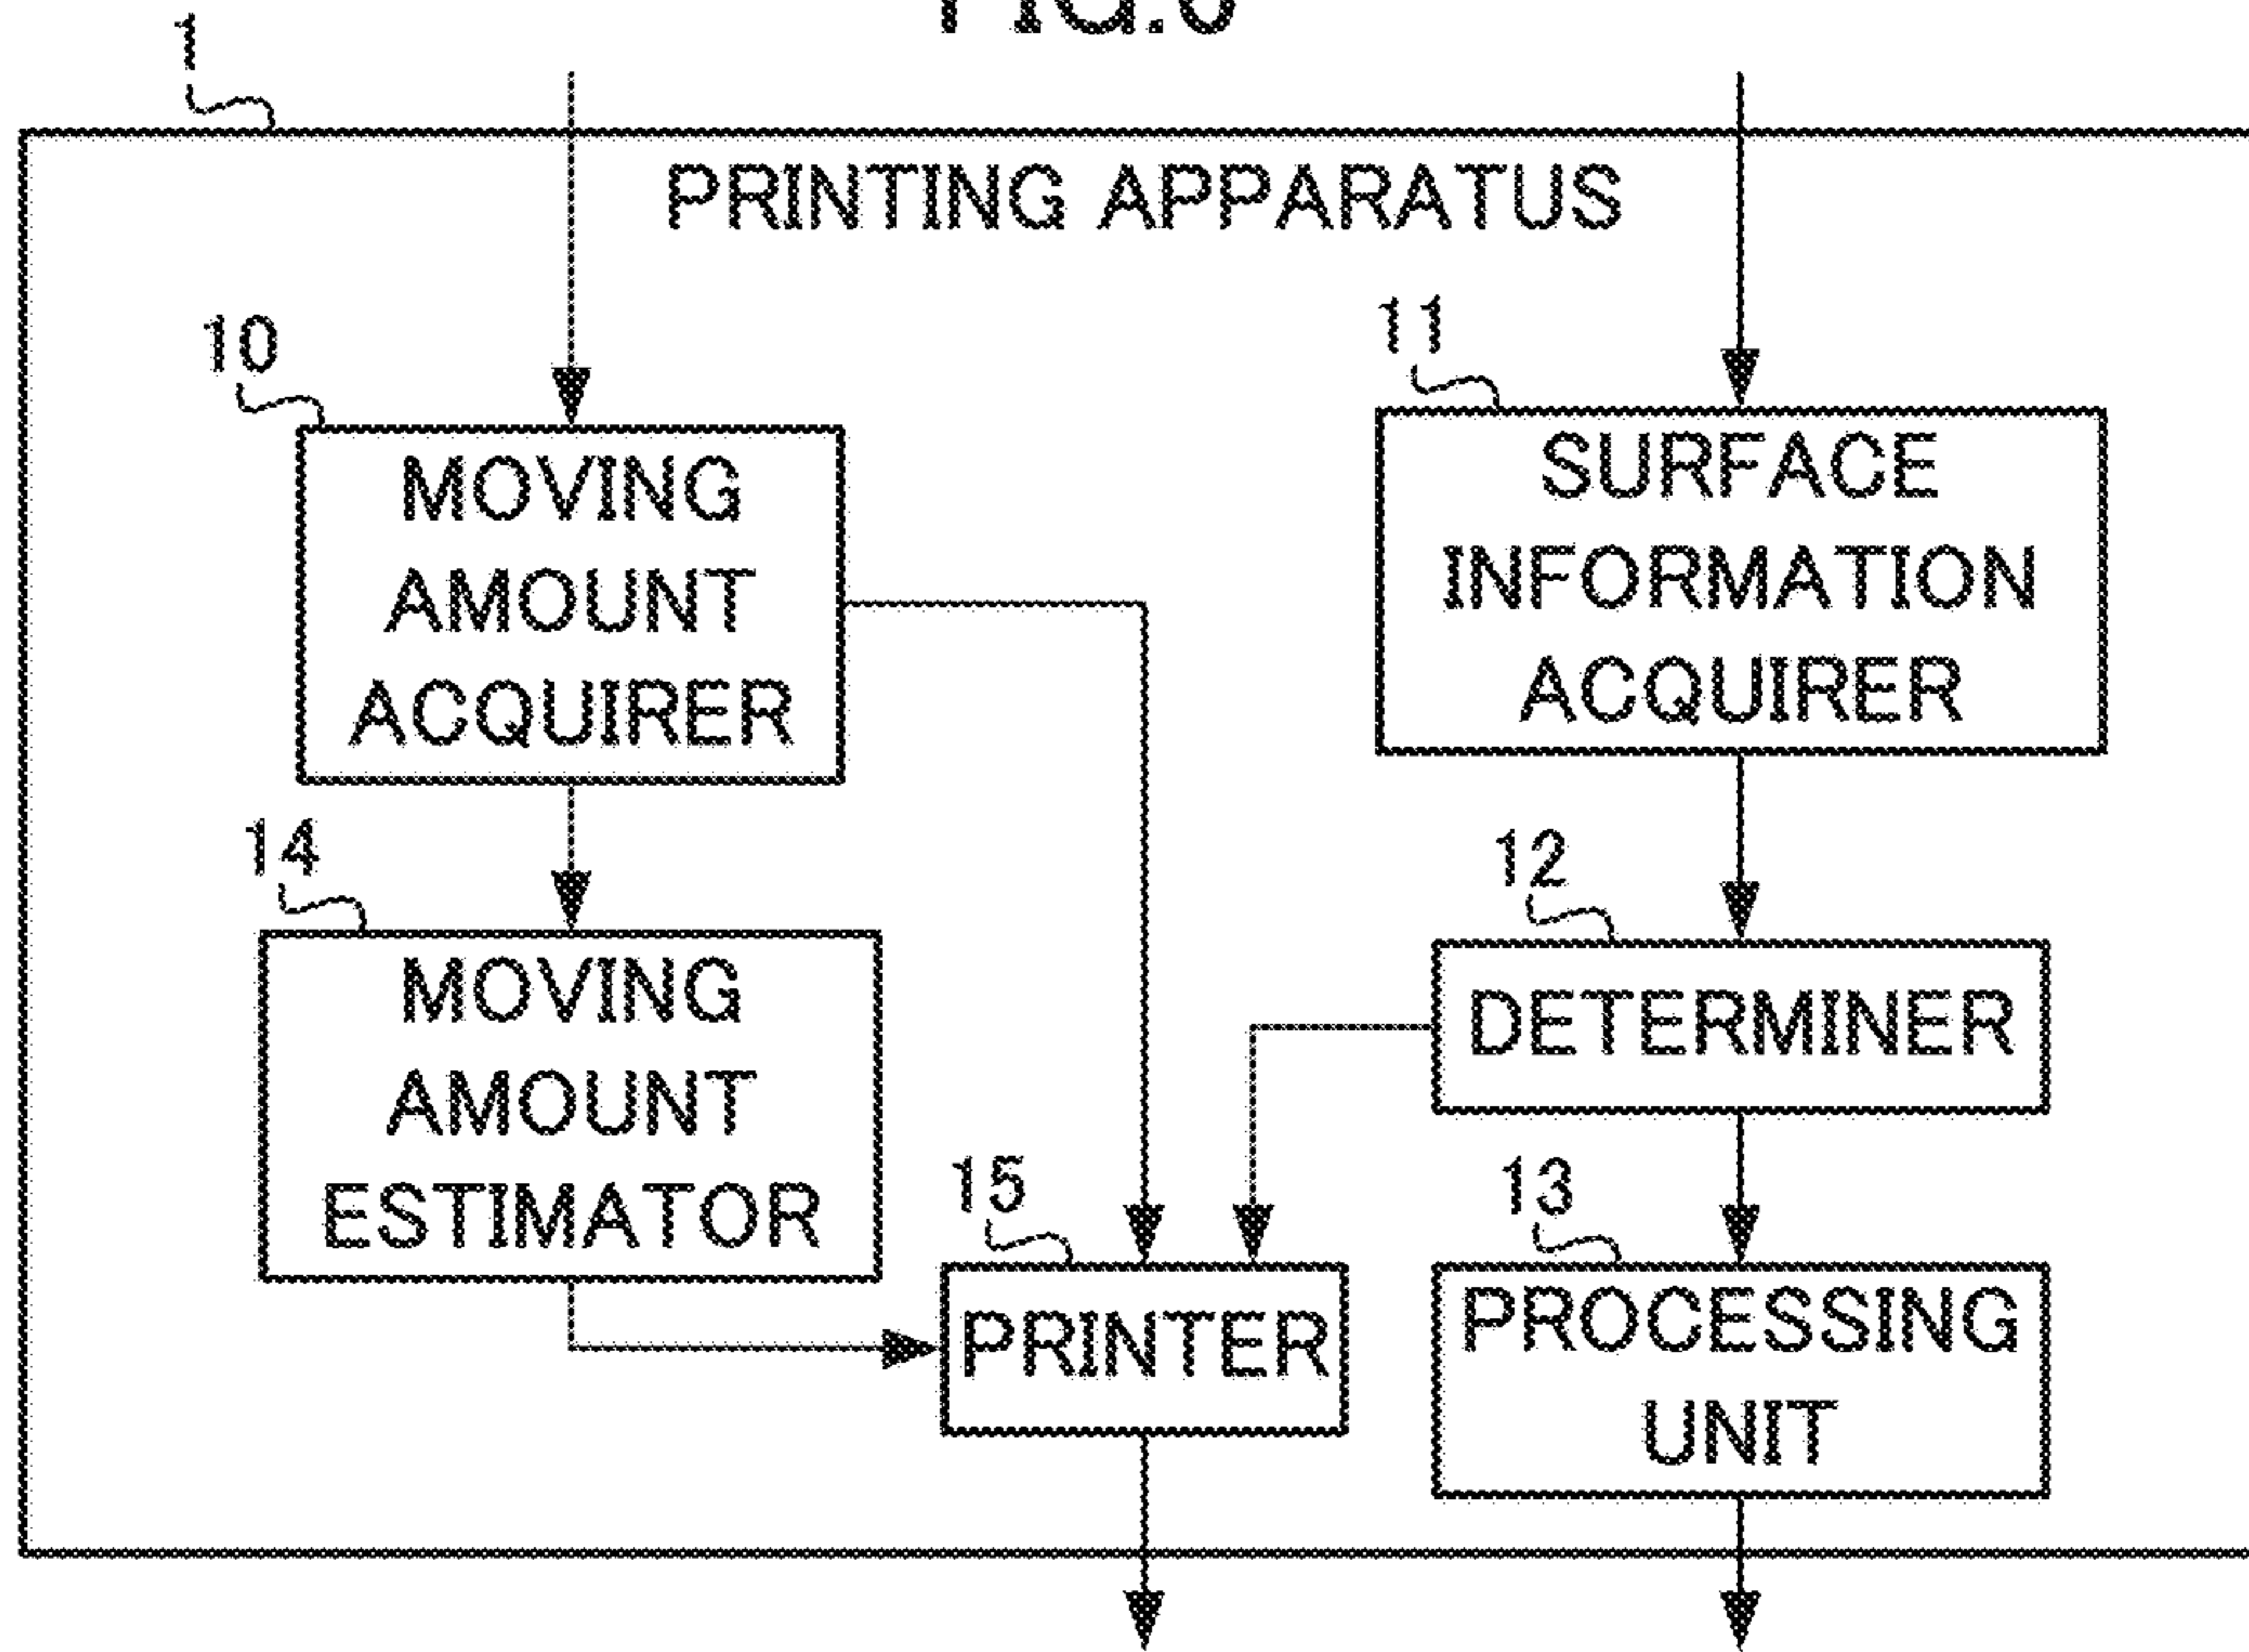 1
PRINTING APPARATUS
10
MOVING
AMOUNT
ACQUIRER
11
SURFACE
INFORMATION
ACQUIRER
14
MOVING
AMOUNT
ESTIMATOR
12
DETERMINER
15
PRINTER
13
PROCESSING
UNIT